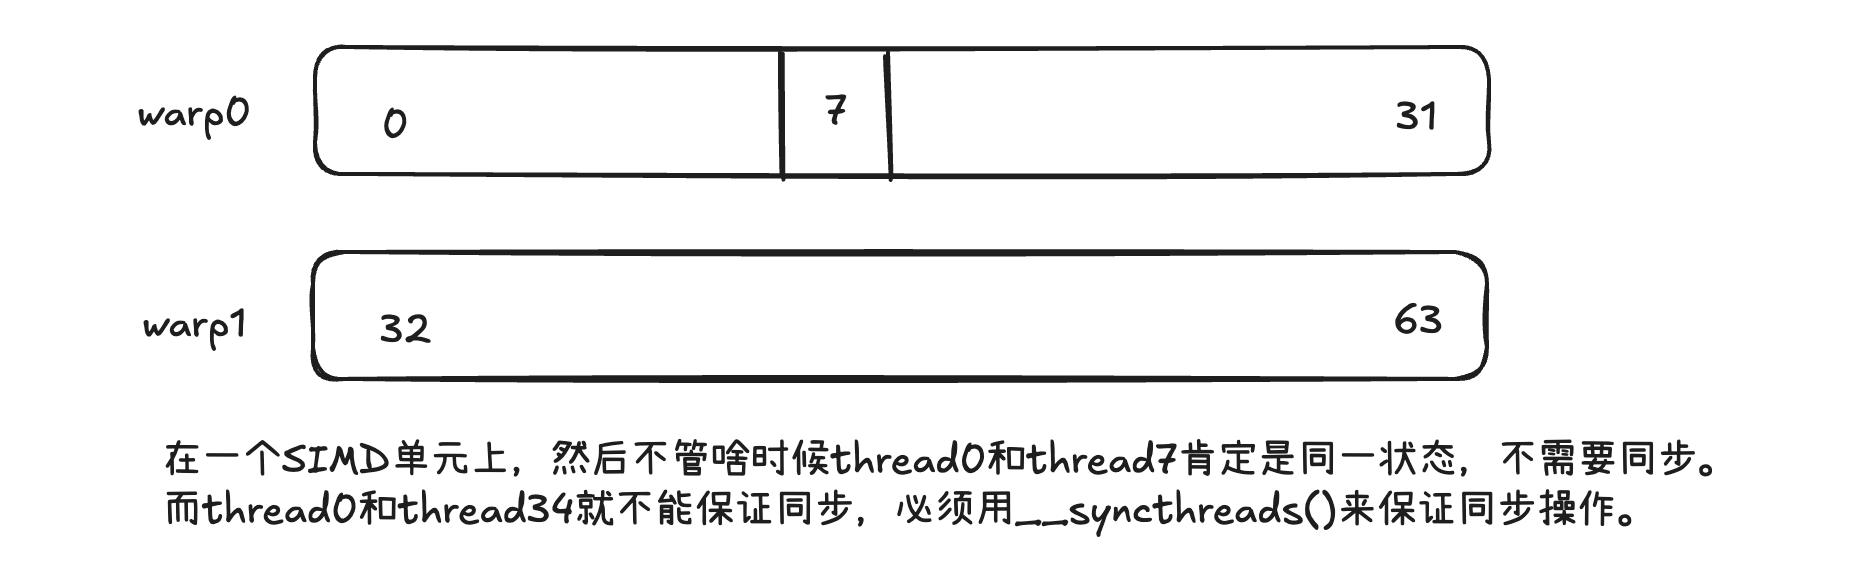 warp0
0
7
31
warp1
32
63
在一个SIMD单元上，然后不管啥时候thread0和thread7肯定是同一状态，不需要同步。
而thread0和thread34就不能保证同步，必须用__syncthreads()来保证同步操作。